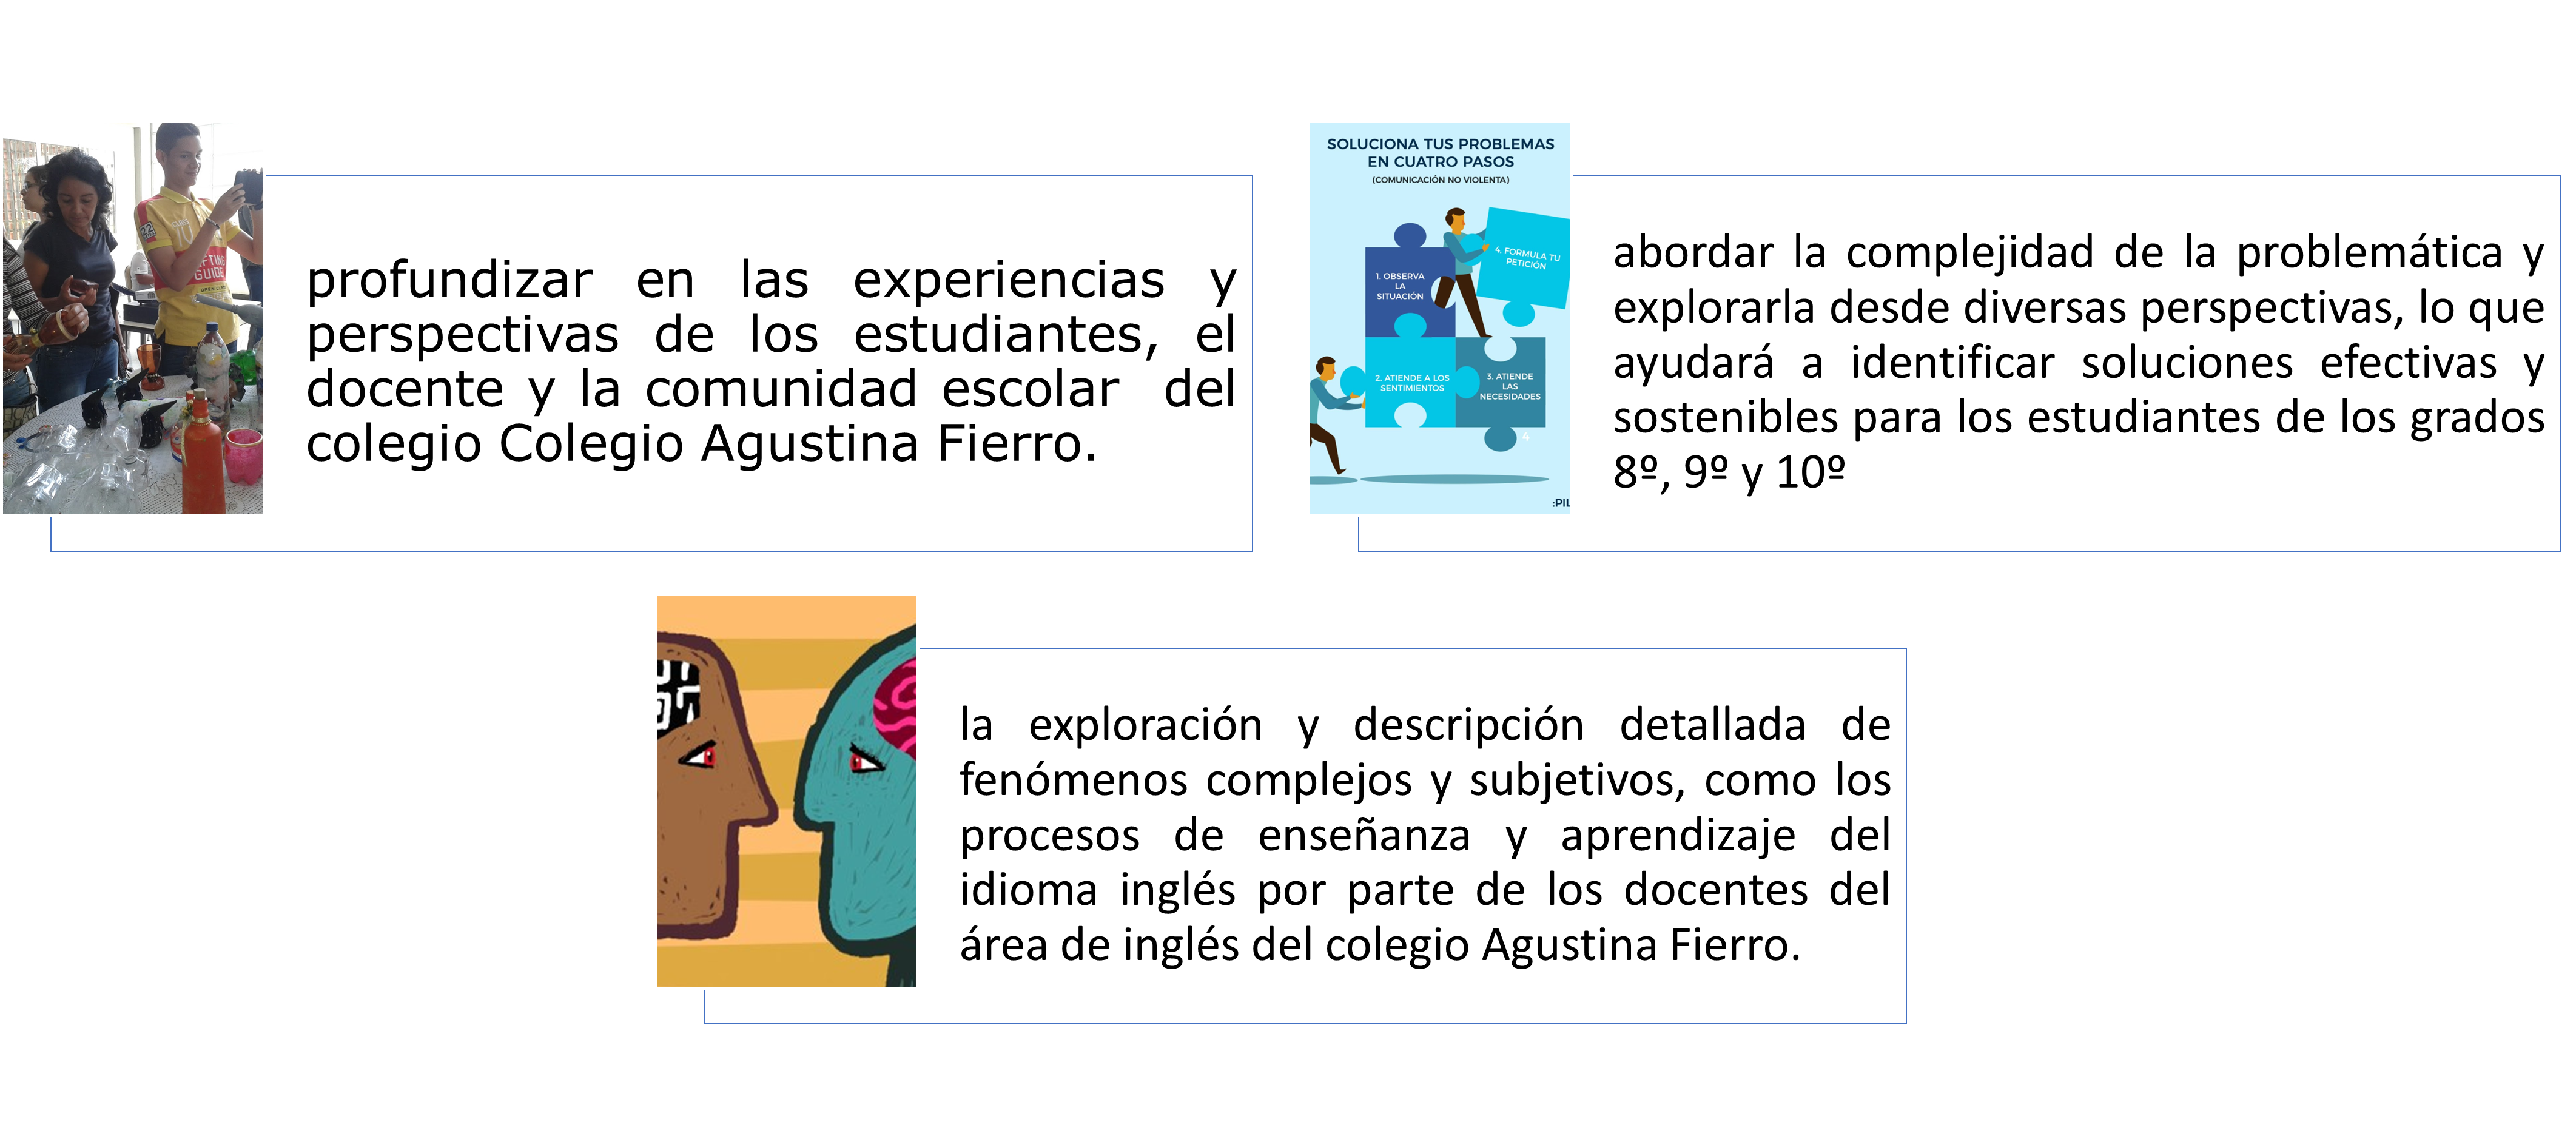 profundizar en las experiencias y
perspectivas de los estudiantes, el
docente y la comunidad escolar del
colegio Colegio Agustina Fierro.
SOLUCIONA TUS PROBLEMAS
EN CUATRO PASOS
(COMUNICACIÓN NO VIOLENTA)
1. OBSERVA
LA
SITUACIÓN
4. FORMULA TU
PETICIÓN
2. ATIENDE A LOS
SENTIMIENTOS
3. ATIENDE
LAS
NECESIDADES
abordar la complejidad de la problemática y
explorarla desde diversas perspectivas, lo que
ayudará a identificar soluciones efectivas y
sostenibles para los estudiantes de los grados
8º, 9º y 10º
la exploración y descripción detallada de
fenómenos complejos y subjetivos, como los
procesos de enseñanza y aprendizaje del
idioma inglés por parte de los docentes del
área de inglés del colegio Agustina Fierro.